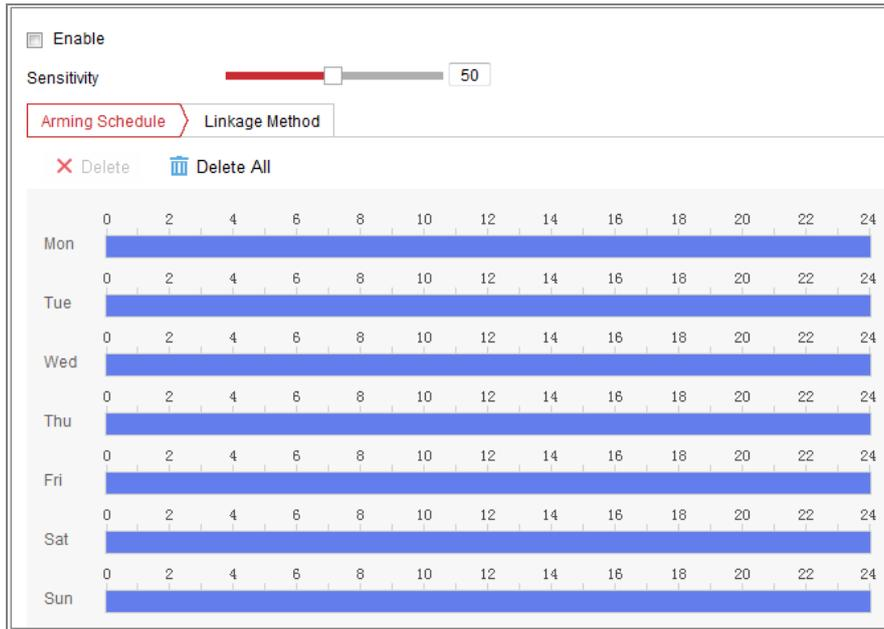 Enable
Sensitivity 50
Arming Schedule Linkage Method
Delete Delete All
0 2 4 6 8 10 12 14 16 18 20 22 24
Mon
0 2 4 6 8 10 12 14 16 18 20 22 24
Tue
0 2 4 6 8 10 12 14 16 18 20 22 24
Wed
0 2 4 6 8 10 12 14 16 18 20 22 24
Thu
0 2 4 6 8 10 12 14 16 18 20 22 24
Fri
0 2 4 6 8 10 12 14 16 18 20 22 24
Sat
0 2 4 6 8 10 12 14 16 18 20 22 24
Sun